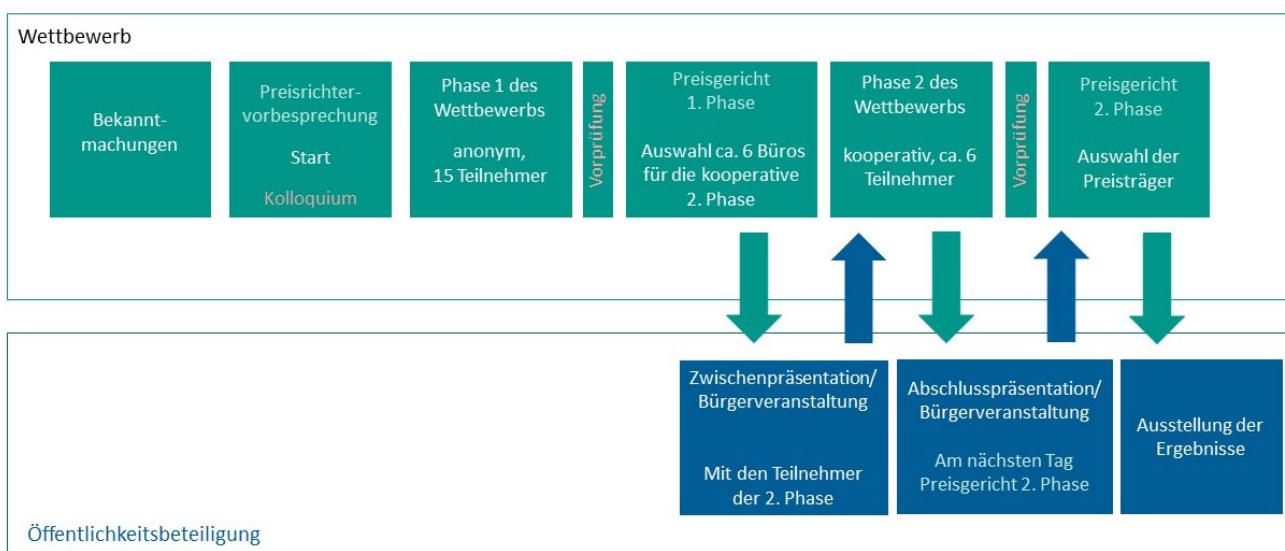 Wettbewerb
Bekannt-
machungen
Preisrichter-
vorbesprechung
Start
Kolloquium
Phase 1 des
Wettbewerbs
anonym,
15 Teilnehmer
Vorprüfung
Preisgericht
1. Phase
Auswahl ca. 6 Büros
für die kooperative
2. Phase
Phase 2 des
Wettbewerbs
kooperativ, ca. 6
Teilnehmer
Vorprüfung
Preisgericht
2. Phase
Auswahl der
Preisträger
Zwischenpräsentation/
Bürgerveranstaltung
Mit den Teilnehmer
der 2. Phase
Abschlusspräsentation/
Bürgerveranstaltung
Am nächsten Tag
Preisgericht 2. Phase
Ausstellung der
Ergebnisse
Öffentlichkeitsbeteiligung